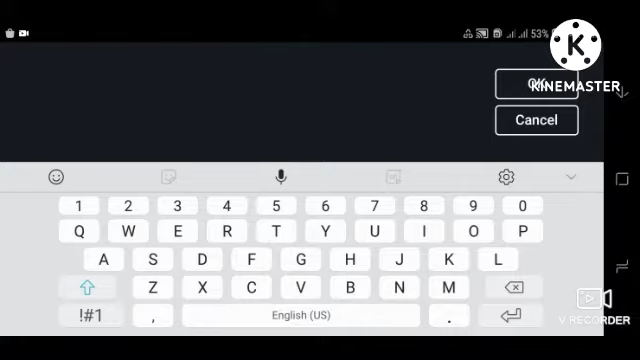 53%
K
KINEMASTER
OK
Cancel
1 2 3 4 5 6 7 8 9 0
Q W E R T Y U I O P
A S D F G H J K L
Z X C V B N M
!#1 , English (US) .
V RECORDER